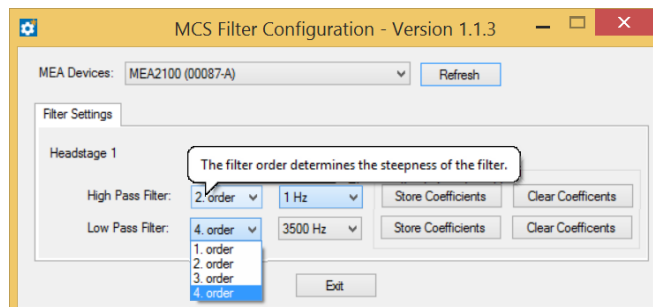 MCS Filter Configuration - Version 1.1.3
MEA Devices: MEA2100 (00087-A) Refresh
Filter Settings
Headstage 1
The filter order determines the steepness of the filter.
High Pass Filter: 2. order 1 Hz Store Coefficients Clear Coefficents
Low Pass Filter: 4. order 3500 Hz Store Coefficients Clear Coefficents
1. order
2. order
3. order
4. order
Exit